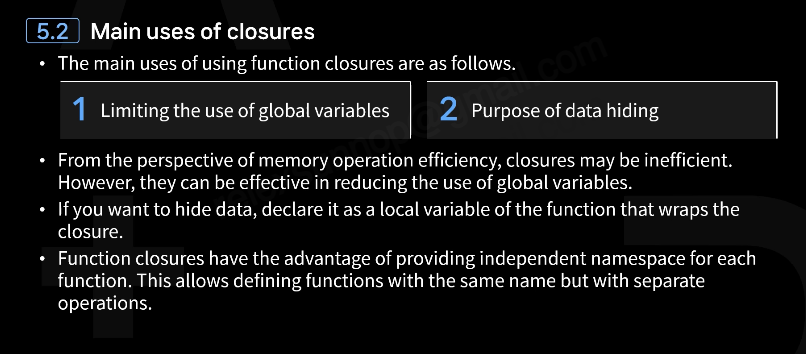 5.2 Main uses of closures
• The main uses of using function closures are as follows.
1 Limiting the use of global variables
2 Purpose of data hiding
• From the perspective of memory operation efficiency, closures may be inefficient.
However, they can be effective in reducing the use of global variables.
• If you want to hide data, declare it as a local variable of the function that wraps the
closure.
• Function closures have the advantage of providing independent namespace for each
function. This allows defining functions with the same name but with separate
operations.